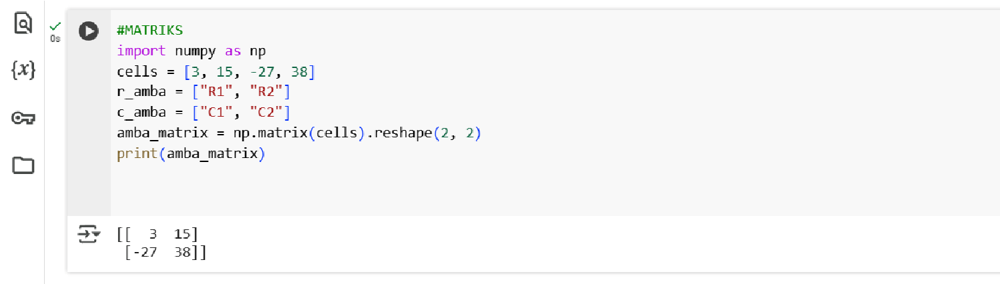 #MATRIKS
0s
import numpy as np
{x}
cells = [3, 15, -27, 38]
r_amba = ["R1", "R2"]
c_amba = ["C1", "C2"]
amba_matrix = np.matrix(cells).reshape(2, 2)
print(amba_matrix)
[[  3  15]
 [-27  38]]